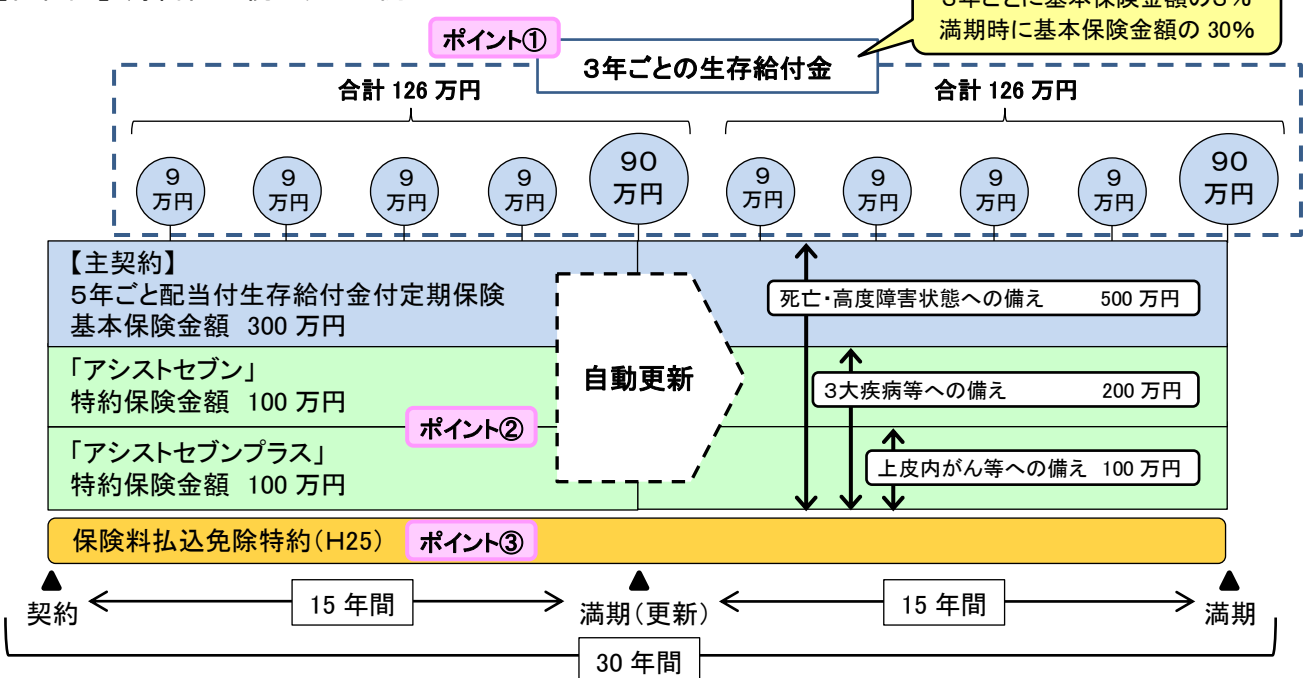 満期時に基本保険金額の 30%
ポイント①
3年ごとの生存給付金
合計 126 万円
合計 126 万円
9
万円
9
万円
9
万円
9
万円
90
万円
9
万円
9
万円
9
万円
9
万円
90
万円
【主契約】
5年ごと配当付生存給付金付定期保険
基本保険金額 300 万円
死亡・高度障害状態への備え 500 万円
「アシストセブン」
特約保険金額 100 万円
自動更新
3大疾病等への備え 200 万円
ポイント②
「アシストセブンプラス」
特約保険金額 100 万円
上皮内がん等への備え 100 万円
保険料払込免除特約(H25)
ポイント③
契約
15 年間
満期(更新)
15 年間
満期
30 年間